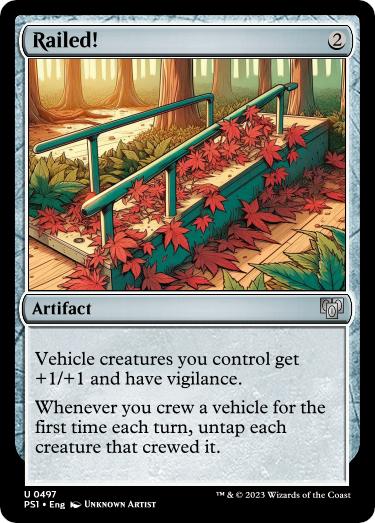 Railed!
2
Artifact
Vehicle creatures you control get
+1/+1 and have vigilance.
Whenever you crew a vehicle for the
first time each turn, untap each
creature that crewed it.
U 0497
PS1 • Eng Unknown Artist
™ & © 2023 Wizards of the Coast